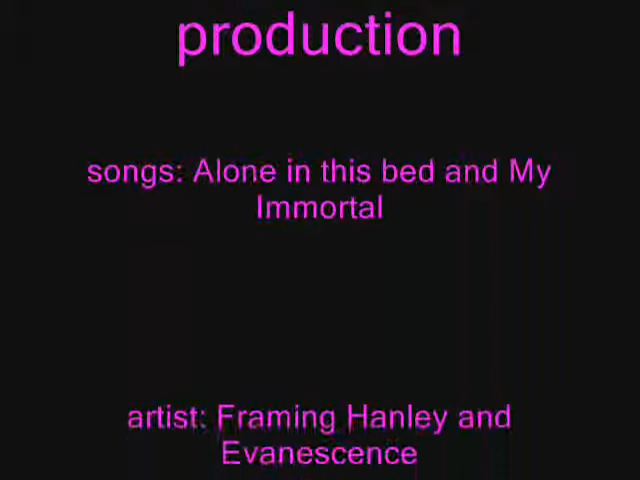 production
songs: Alone in this bed and My
Immortal
artist: Framing Hanley and
Evanescence